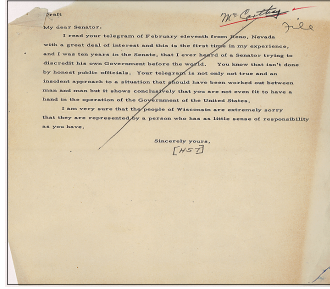 Draft
McCarthy
File
My dear Senator:
I read your telegram of February eleventh from Reno, Nevada
with a great deal of interest and this is the first time in my experience,
and I was ten years in the Senate, that I ever heard of a Senator trying to
discredit his own Government before the world. You know that isn't done
by honest public officials. Your telegram is not only not true and an
insolent approach to a situation that should have been worked out between
man and man but it shows conclusively that you are not even fit to have a
hand in the operation of the Government of the United States.
I am very sure that the people of Wisconsin are extremely sorry
that they are represented by a person who has as little sense of responsibility
as you have.
Sincerely yours,
[HST]